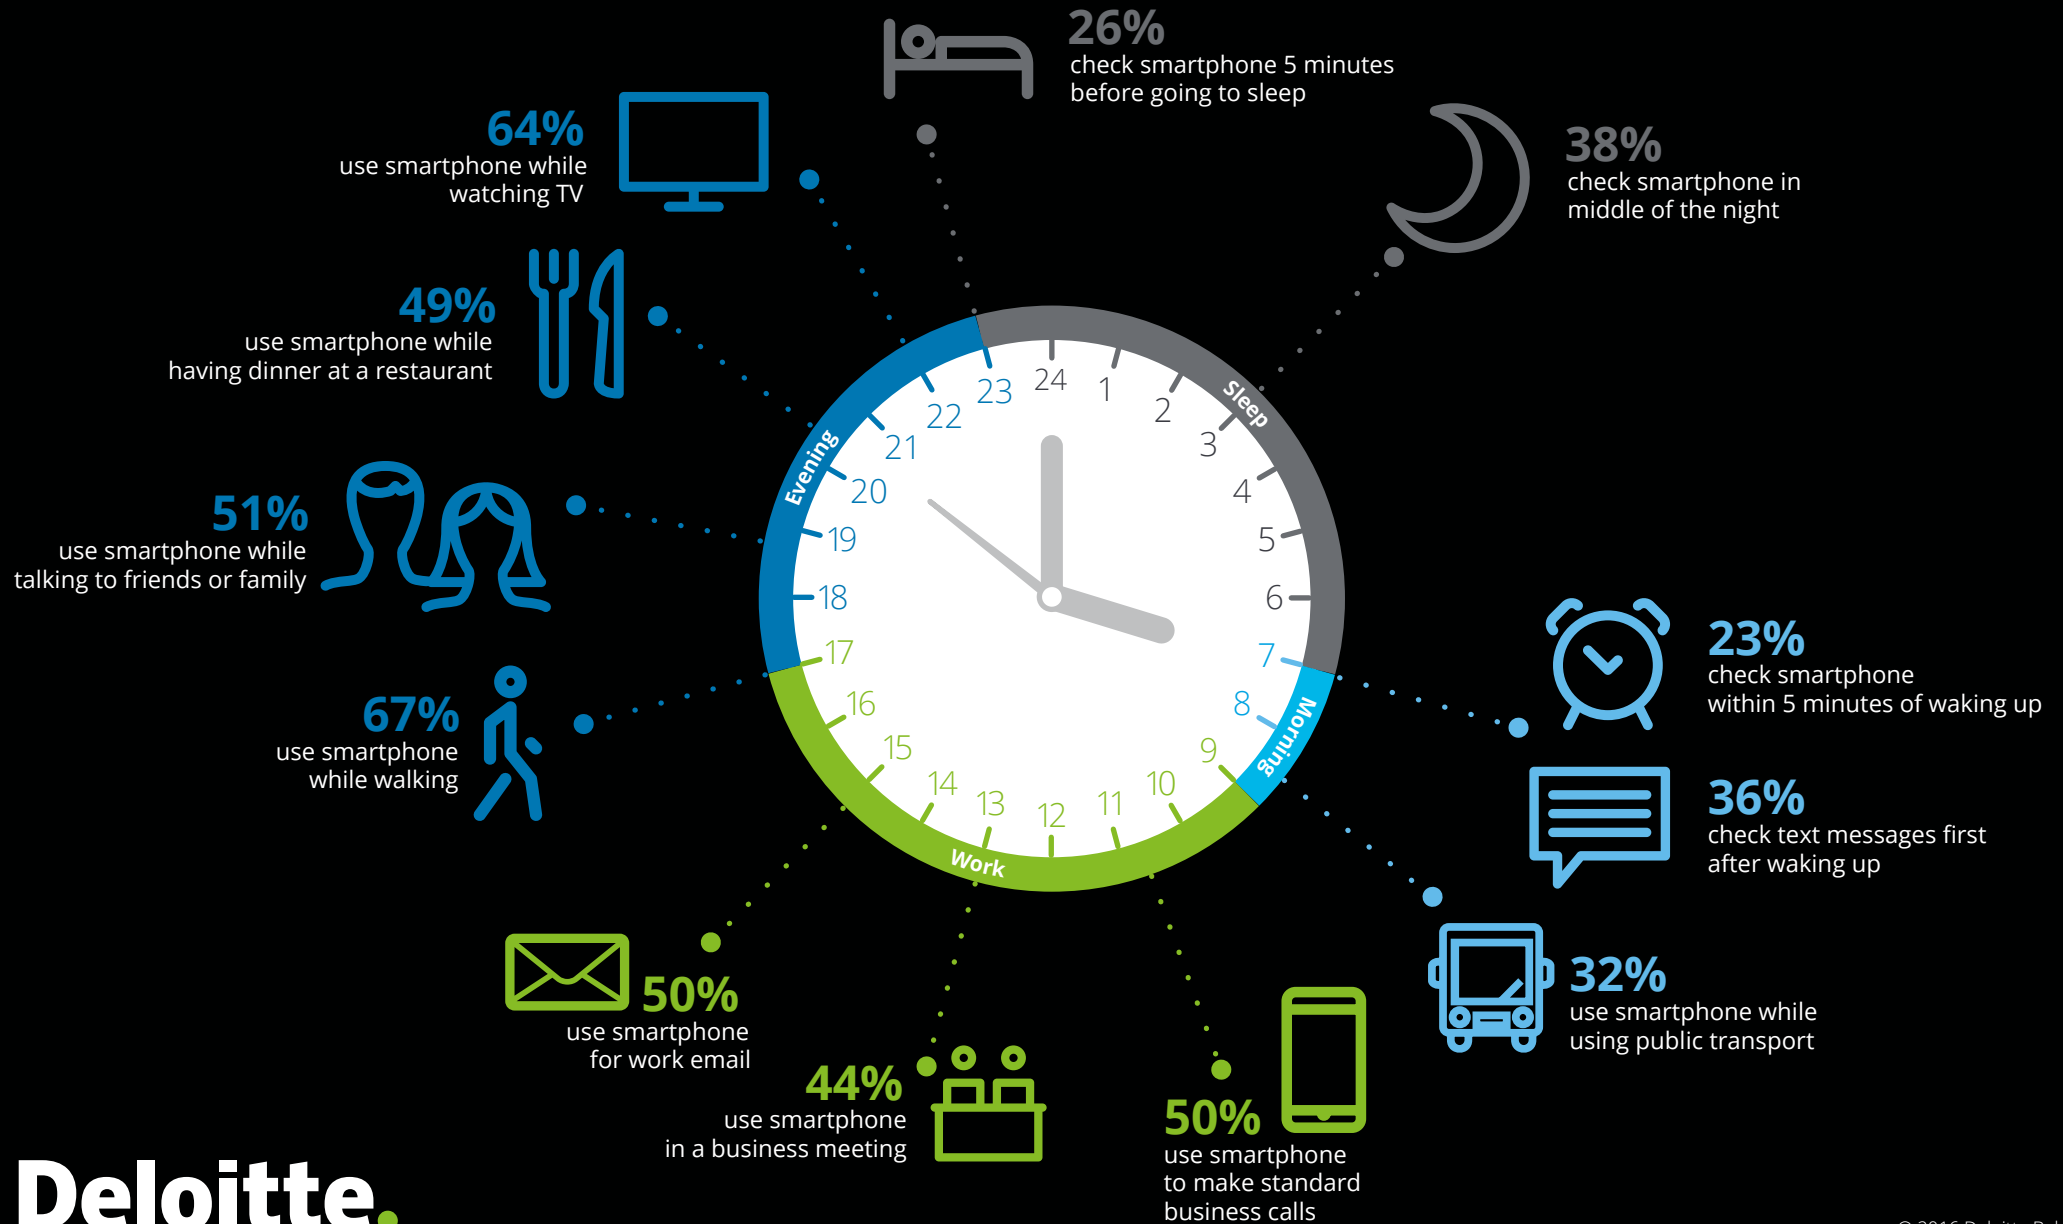 26%
check smartphone 5 minutes
before going to sleep
38%
check smartphone in
middle of the night
64%
use smartphone while
watching TV
49%
use smartphone while
having dinner at a restaurant
51%
use smartphone while
talking to friends or family
67%
use smartphone
while walking
23%
check smartphone
within 5 minutes of waking up
36%
check text messages first
after waking up
32%
use smartphone while
using public transport
50%
use smartphone
to make standard
business calls
44%
use smartphone
in a business meeting
50%
use smartphone
for work email
Sleep
Morning
Work
Evening
24
1
2
3
4
5
6
7
8
9
10
11
12
13
14
15
16
17
18
19
20
21
22
23
Deloitte.
© 2016 Deloitte